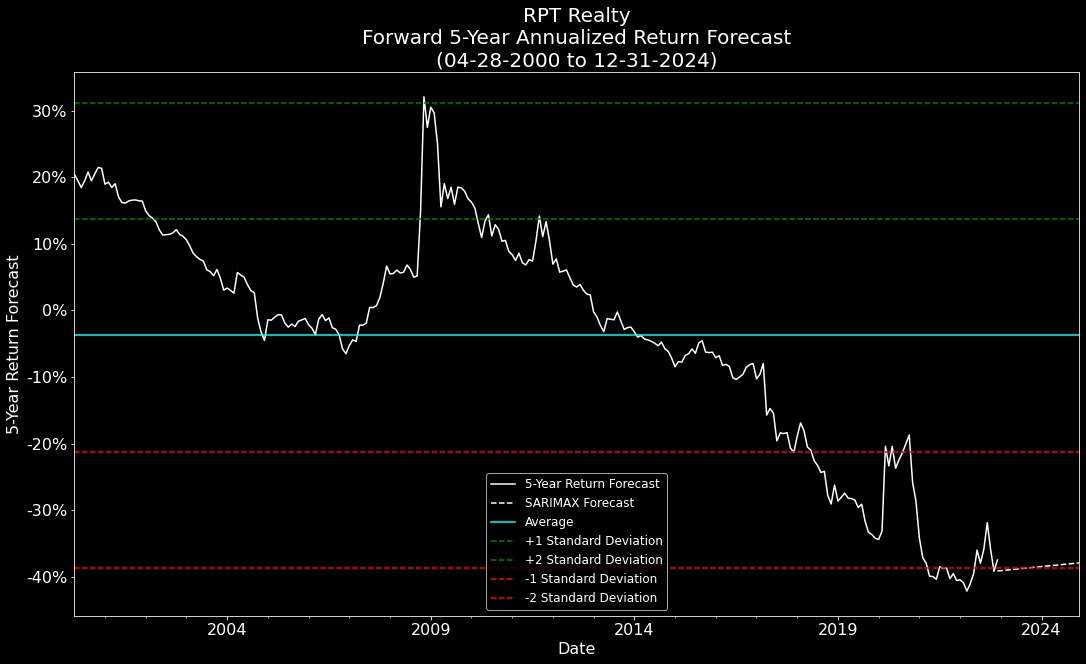 RPT Realty
Forward 5-Year Annualized Return Forecast
(04-28-2000 to 12-31-2024)
5-Year Return Forecast
30%
20%
10%
0%
-10%
-20%
-30%
-40%
5-Year Return Forecast
SARIMAX Forecast
Average
+1 Standard Deviation
+2 Standard Deviation
-1 Standard Deviation
-2 Standard Deviation
2004
2009
2014
2019
2024
Date